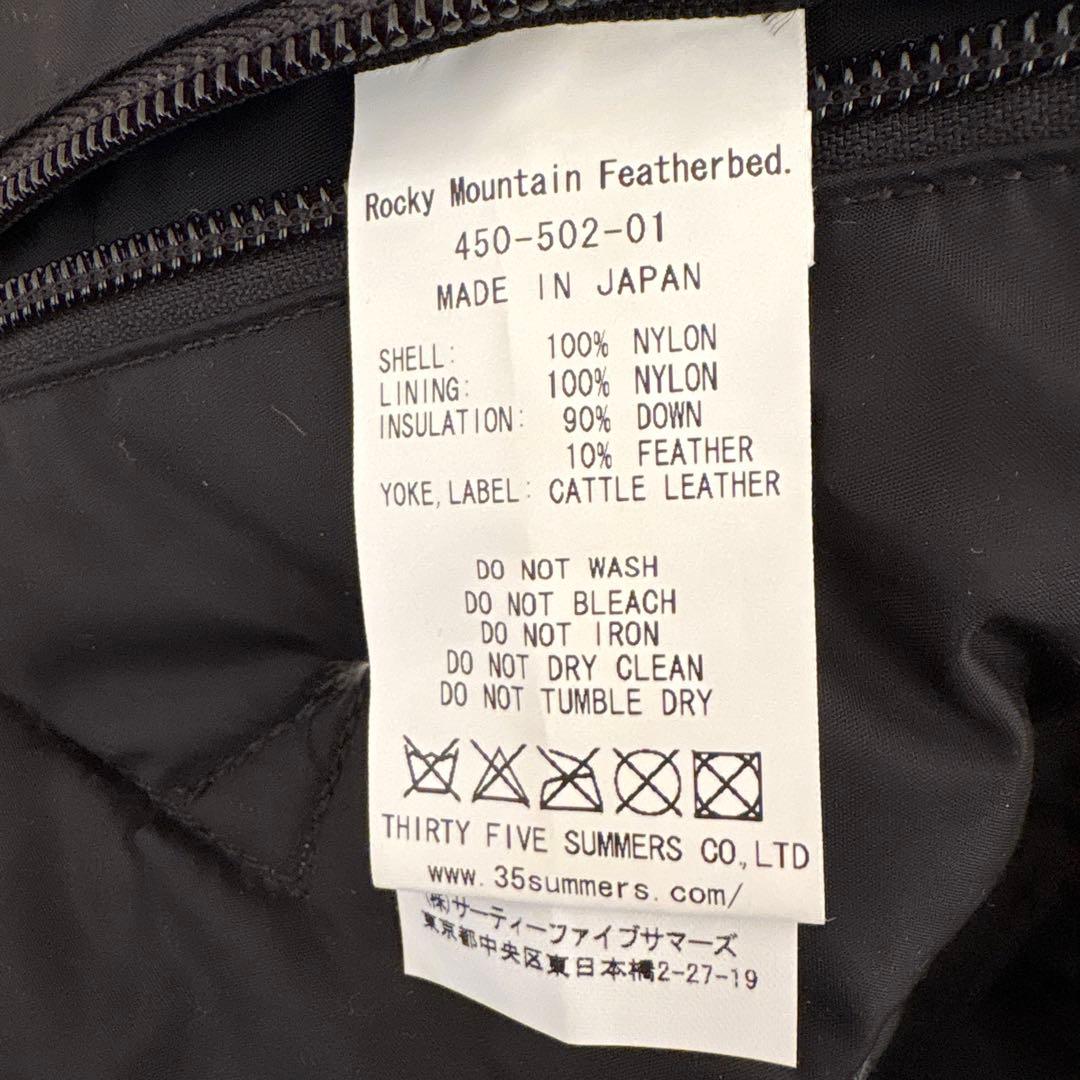 Rocky Mountain Featherbed.
450-502-01
MADE IN JAPAN
SHELL: 100% NYLON
LINING: 100% NYLON
INSULATION: 90% DOWN
10% FEATHER
YOKE, LABEL: CATTLE LEATHER
DO NOT WASH
DO NOT BLEACH
DO NOT IRON
DO NOT DRY CLEAN
DO NOT TUMBLE DRY
THIRTY FIVE SUMMERS CO., LTD
www.35summers.com/
(株)サーティーファイブサマーズ
東京都中央区東日本橋2-27-19